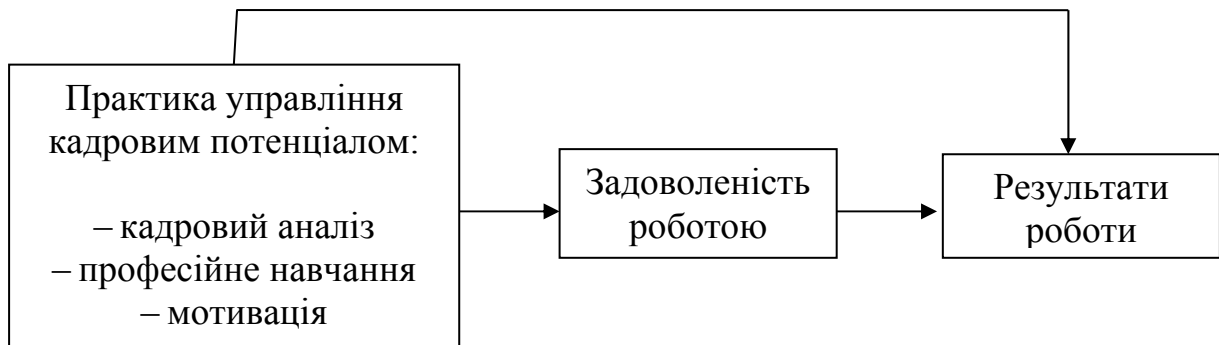 Практика управління
кадровим потенціалом:
– кадровий аналіз
– професійне навчання
– мотивація
Задоволеність
роботою
Результати
роботи